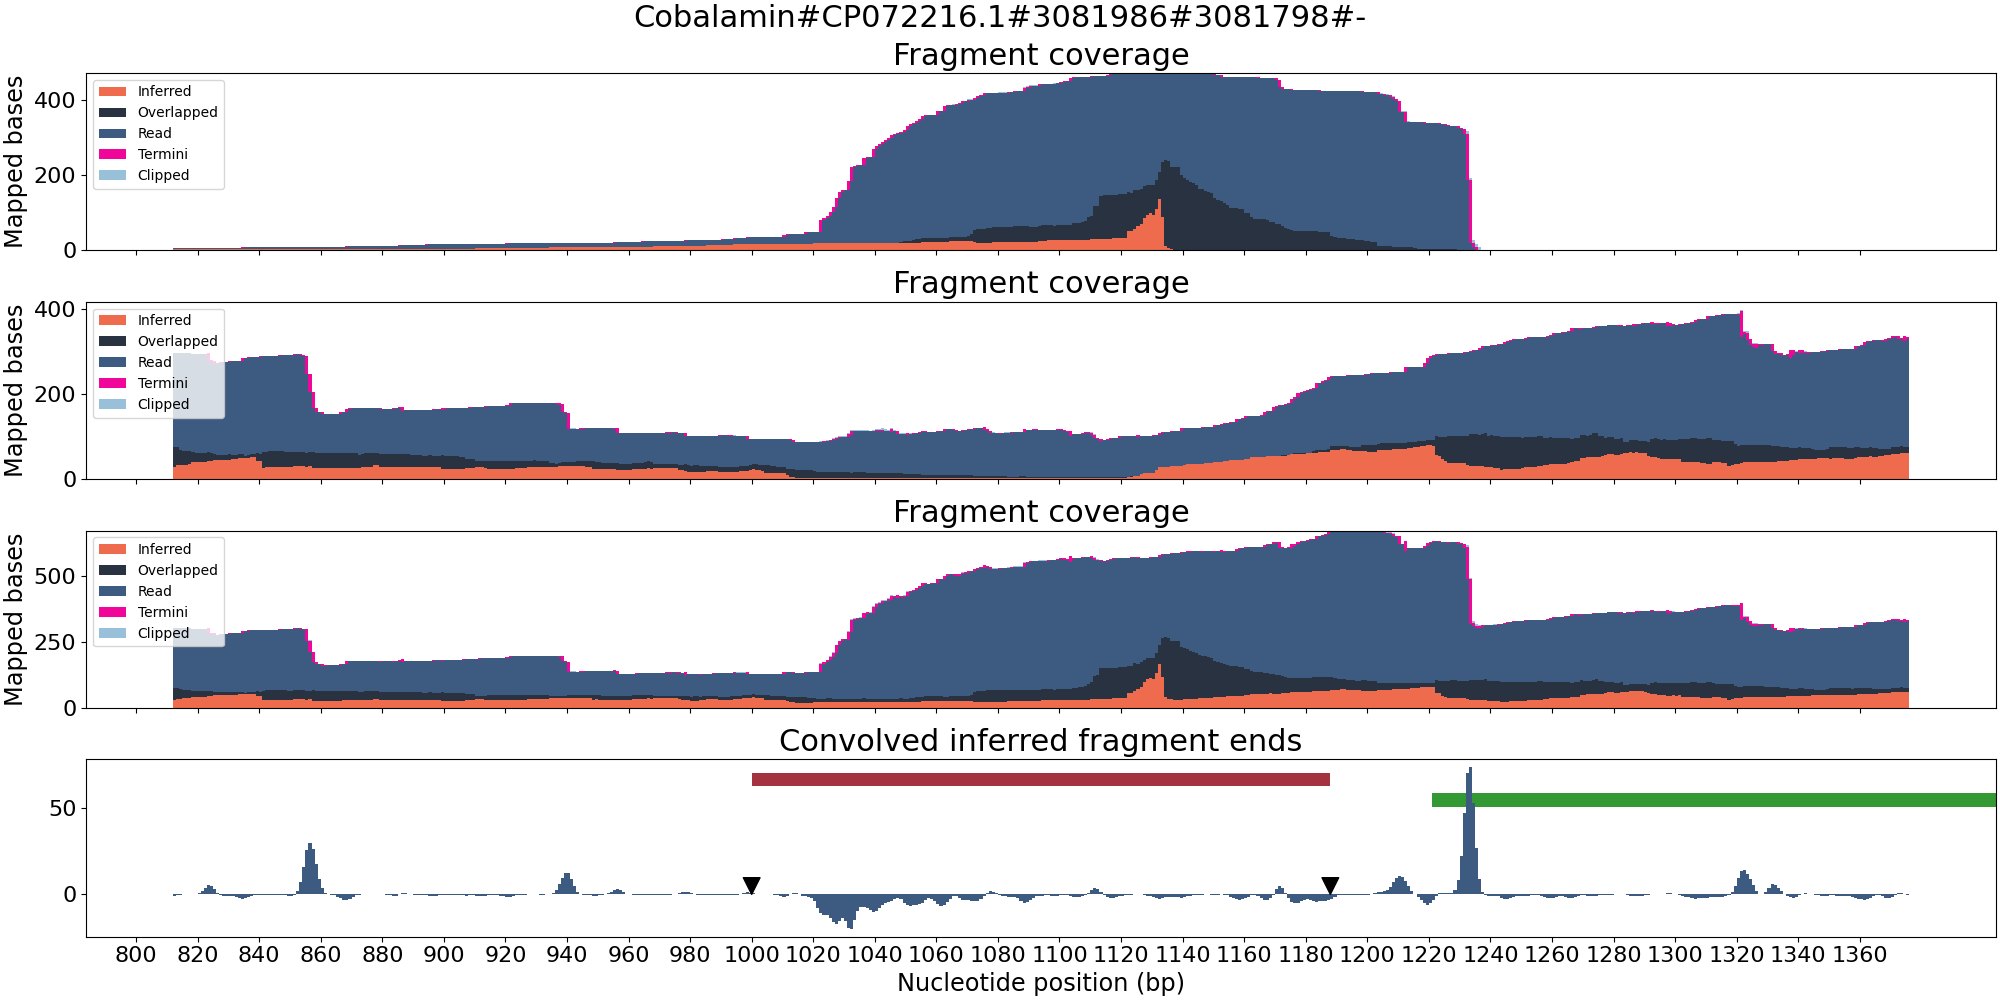 Cobalamin#CP072216.1#3081986#3081798#-
Fragment coverage
Mapped bases
400
200
0
Inferred
Overlapped
Read
Termini
Clipped
Fragment coverage
Mapped bases
400
200
0
Inferred
Overlapped
Read
Termini
Clipped
Fragment coverage
Mapped bases
500
250
0
Inferred
Overlapped
Read
Termini
Clipped
Convolved inferred fragment ends
50
0
800 820 840 860 880 900 920 940 960 980 1000 1020 1040 1060 1080 1100 1120 1140 1160 1180 1200 1220 1240 1260 1280 1300 1320 1340 1360
Nucleotide position (bp)